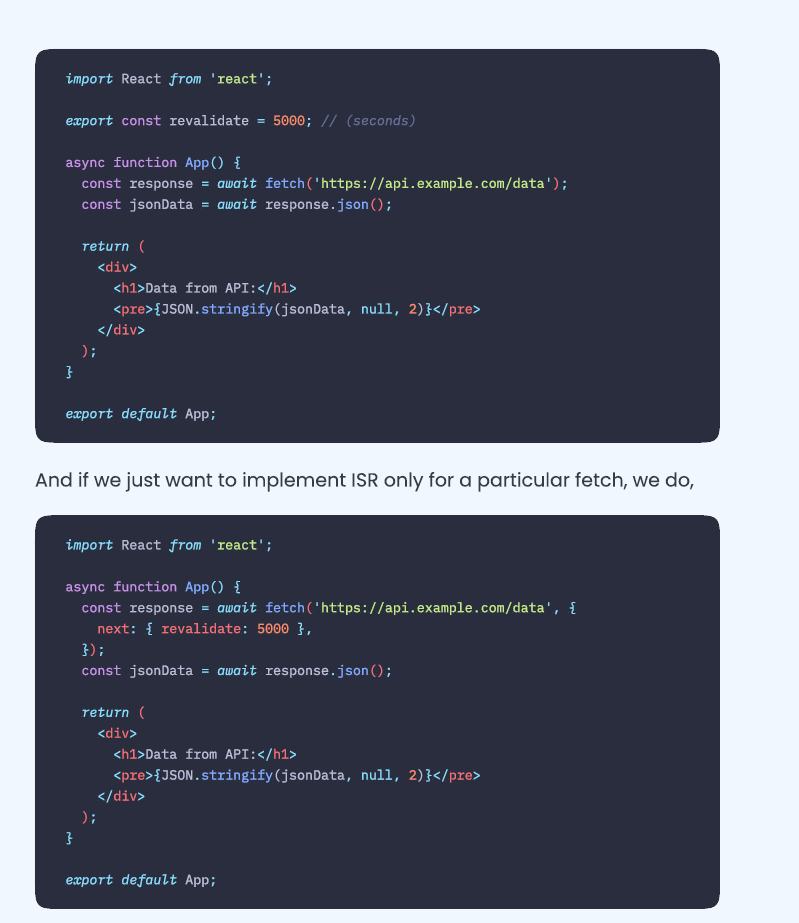 import React from 'react';
export const revalidate = 5000; // (seconds)
async function App() {
  const response = await fetch('https://api.example.com/data');
  const jsonData = await response.json();
  return (
    <div>
      <h1>Data from API:</h1>
      <pre>{JSON.stringify(jsonData, null, 2)}</pre>
    </div>
  );
}
export default App;
And if we just want to implement ISR only for a particular fetch, we do,
import React from 'react';
async function App() {
  const response = await fetch('https://api.example.com/data', {
    next: { revalidate: 5000 },
  });
  const jsonData = await response.json();
  return (
    <div>
      <h1>Data from API:</h1>
      <pre>{JSON.stringify(jsonData, null, 2)}</pre>
    </div>
  );
}
export default App;